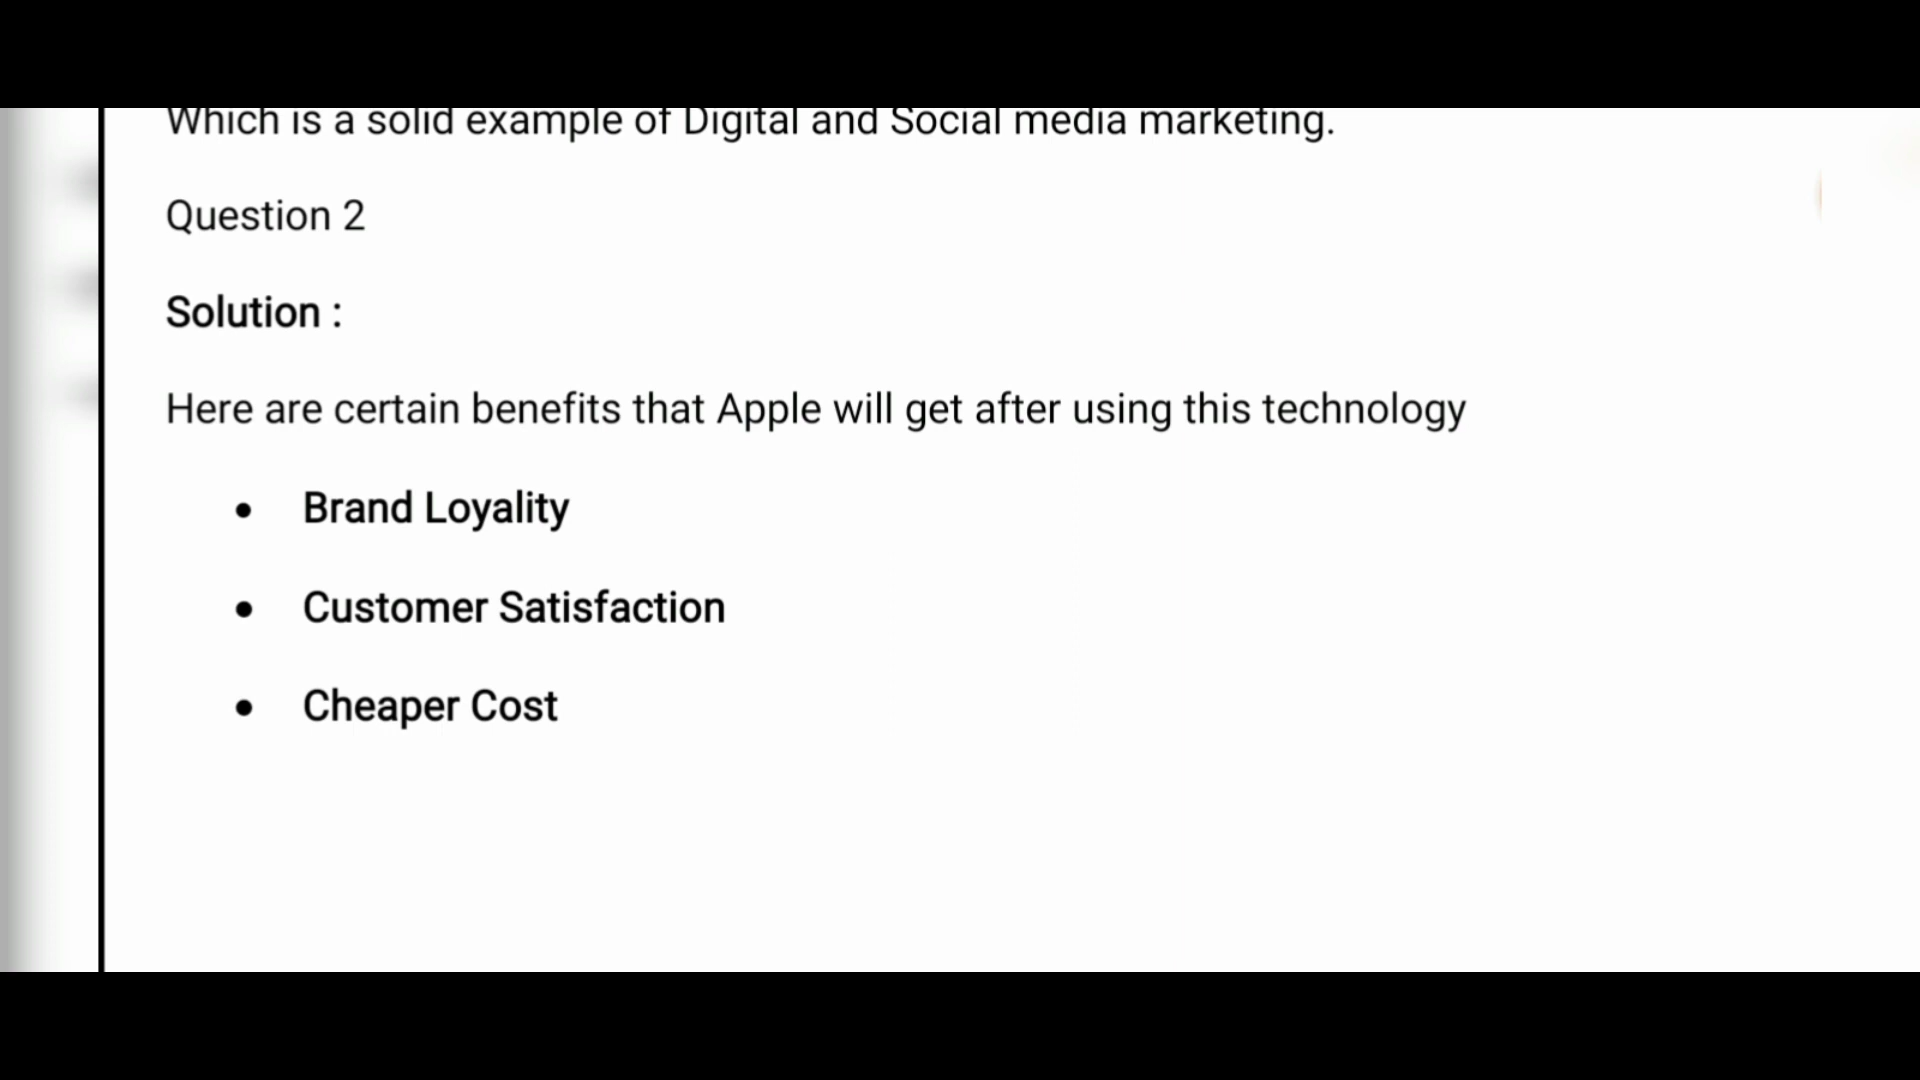 Which is a solid example of Digital and Social media marketing.
Question 2
Solution :
Here are certain benefits that Apple will get after using this technology
• Brand Loyality
• Customer Satisfaction
• Cheaper Cost